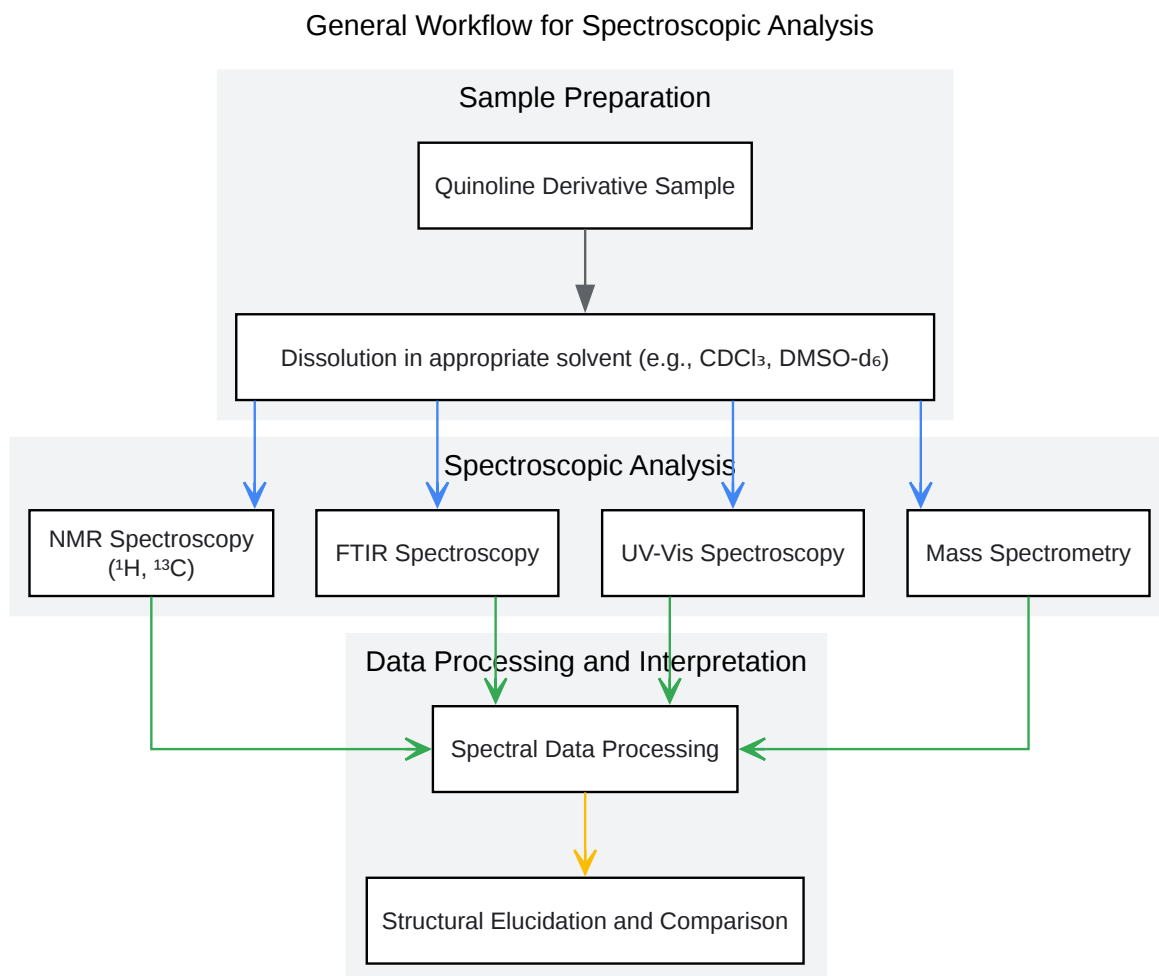 General Workflow for Spectroscopic Analysis
Sample Preparation
Quinoline Derivative Sample
Dissolution in appropriate solvent (e.g., CDCl₃, DMSO-d₆)
Spectroscopic Analysis
NMR Spectroscopy
(¹H, ¹³C)
FTIR Spectroscopy
UV-Vis Spectroscopy
Mass Spectrometry
Data Processing and Interpretation
Spectral Data Processing
Structural Elucidation and Comparison